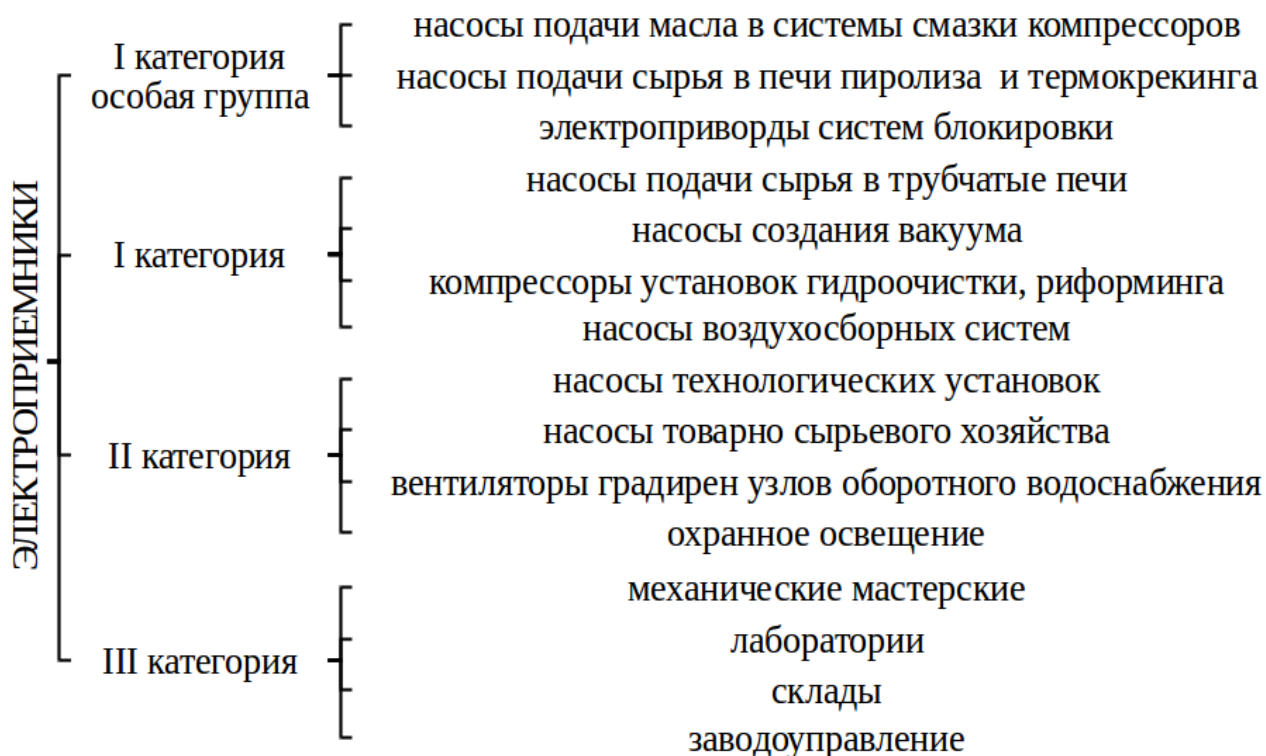 ЭЛЕКТРОПРИЕМНИКИ
I категория
особая группа
насосы подачи масла в системы смазки компрессоров
насосы подачи сырья в печи пиролиза и термокрекинга
электроприворды систем блокировки
I категория
насосы подачи сырья в трубчатые печи
насосы создания вакуума
компрессоры установок гидроочистки, риформинга
насосы воздухосборных систем
II категория
насосы технологических установок
насосы товарно сырьевого хозяйства
вентиляторы градирен узлов оборотного водоснабжения
охранное освещение
III категория
механические мастерские
лаборатории
склады
заводоуправление